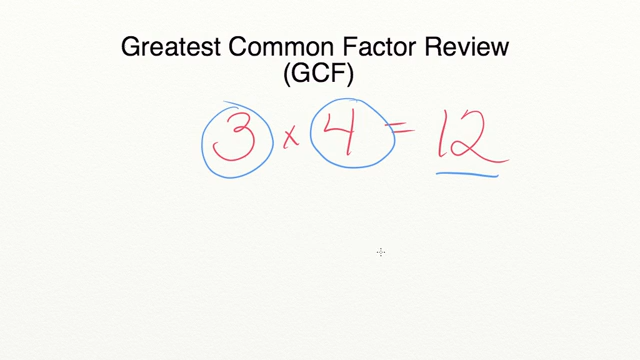 Greatest Common Factor Review
(GCF)
3 x 4 = 12